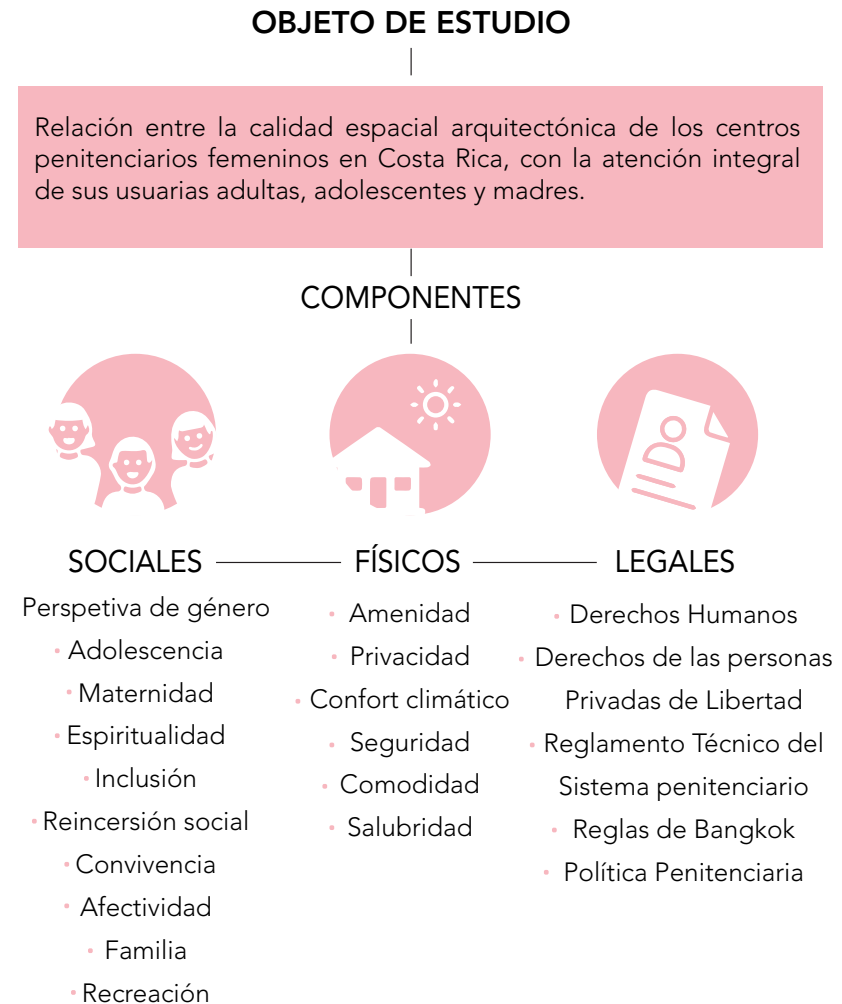 OBJETO DE ESTUDIO
Relación entre la calidad espacial arquitectónica de los centros
penitenciarios femeninos en Costa Rica, con la atención integral
de sus usuarias adultas, adolescentes y madres.
COMPONENTES
SOCIALES
Perspetiva de género
• Adolescencia
• Maternidad
• Espiritualidad
• Inclusión
• Reincersión social
• Convivencia
• Afectividad
• Familia
• Recreación
FÍSICOS
• Amenidad
• Privacidad
• Confort climático
• Seguridad
• Comodidad
• Salubridad
LEGALES
• Derechos Humanos
• Derechos de las personas
Privadas de Libertad
• Reglamento Técnico del
Sistema penitenciario
• Reglas de Bangkok
• Política Penitenciaria